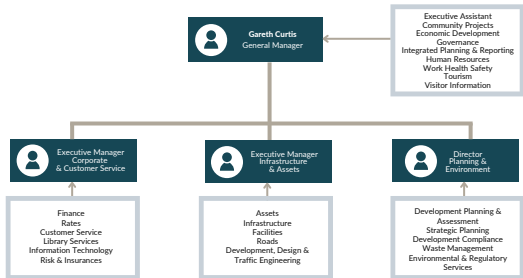 Gareth Curtis
General Manager
Executive Assistant
Community Projects
Economic Development
Governance
Integrated Planning & Reporting
Human Resources
Work Health Safety
Tourism
Visitor Information
Executive Manager
Corporate
& Customer Service
Executive Manager
Infrastructure
& Assets
Director
Planning &
Environment
Finance
Rates
Customer Service
Library Services
Information Technology
Risk & Insurances
Assets
Infrastructure
Facilities
Roads
Development, Design &
Traffic Engineering
Development Planning &
Assessment
Strategic Planning
Development Compliance
Waste Management
Environmental & Regulatory
Services